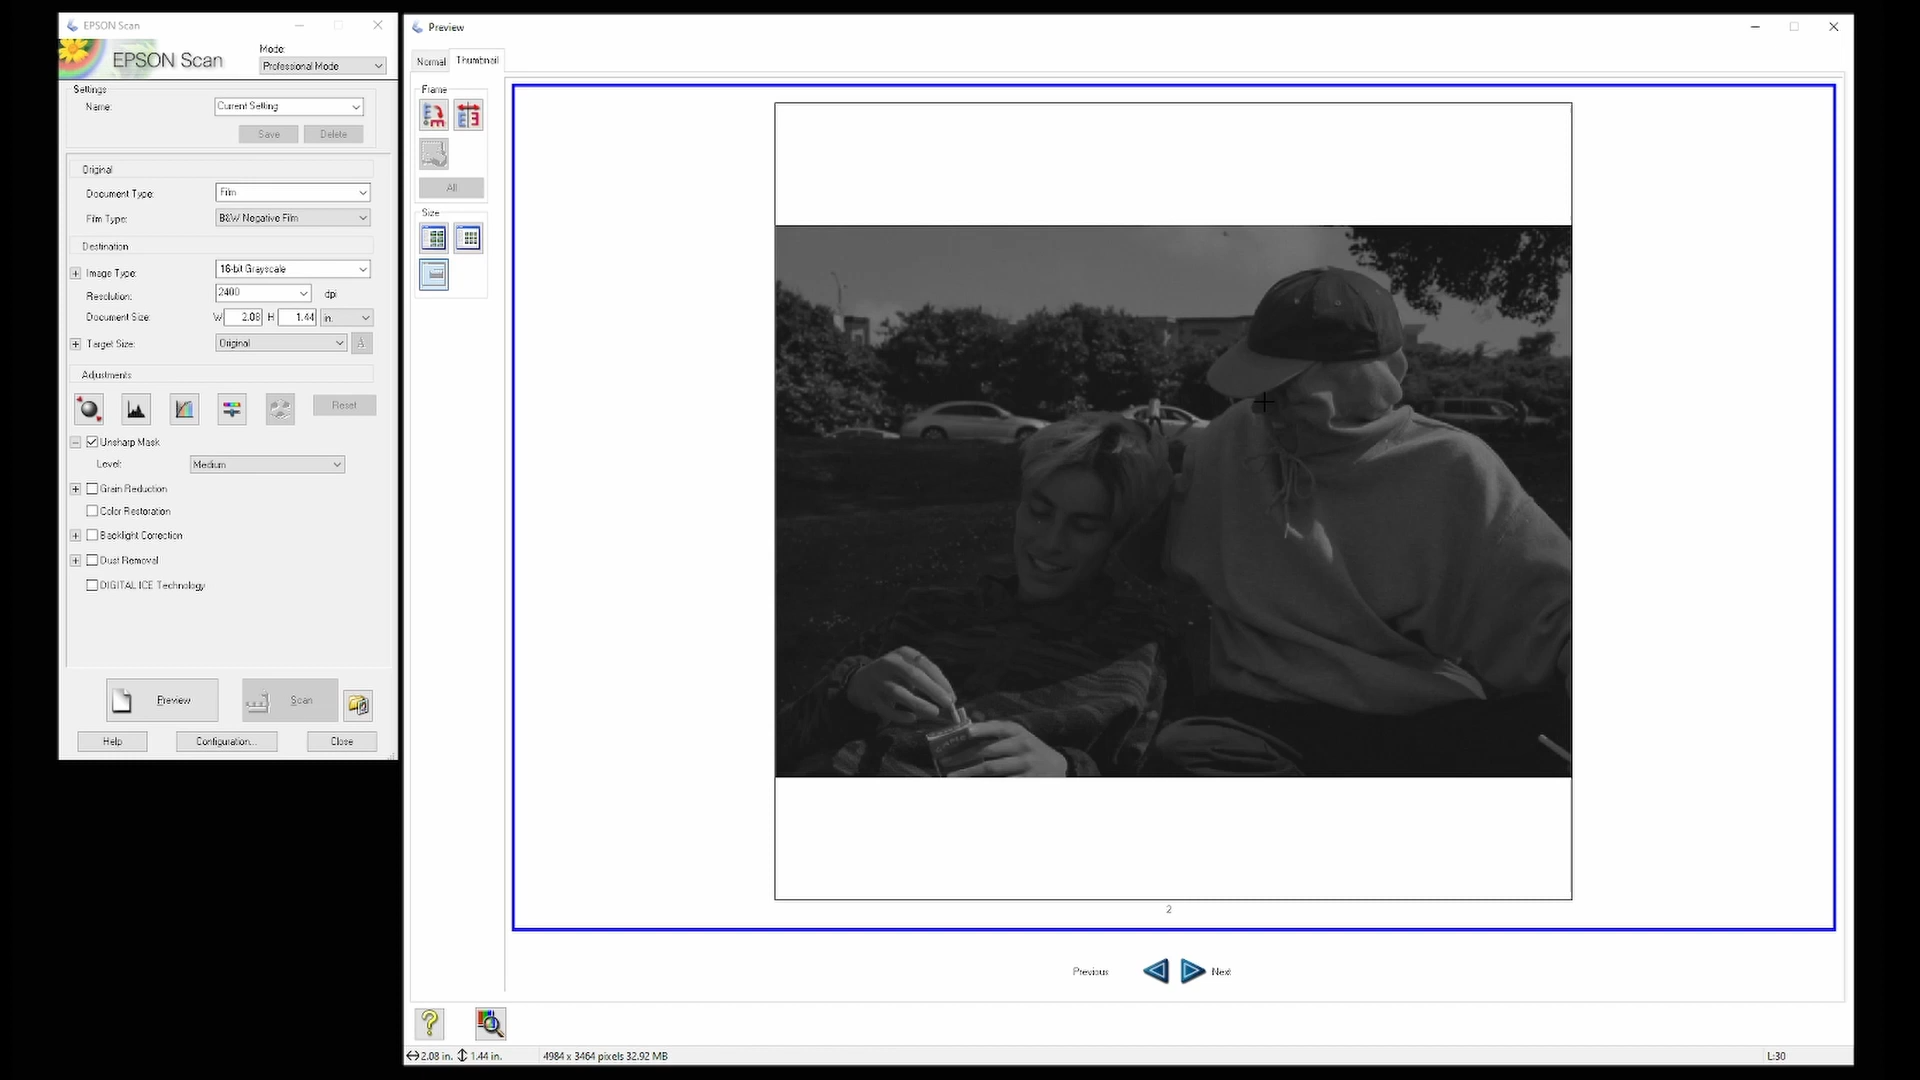 EPSON Scan
EPSON Scan
Mode:
Professional Mode
Settings
Name:
Current Setting
Save
Delete
Original
Document Type:
Film
Film Type:
B&W Negative Film
Destination
Image Type:
16-bit Grayscale
Resolution:
2400
dpi
Document Size:
W 2.08 H 1.44 in.
Target Size:
Original
Adjustments
Reset
Unsharp Mask
Level:
Medium
Grain Reduction
Color Restoration
Backlight Correction
Dust Removal
DIGITAL ICE Technology
Preview
Scan
Help
Configuration...
Close
Preview
Normal
Thumbnail
Frame
All
Size
CAMEL
2
Previous
Next
2.08 in. 1.44 in.
4984 x 3464 pixels 32.92 MB
L:30